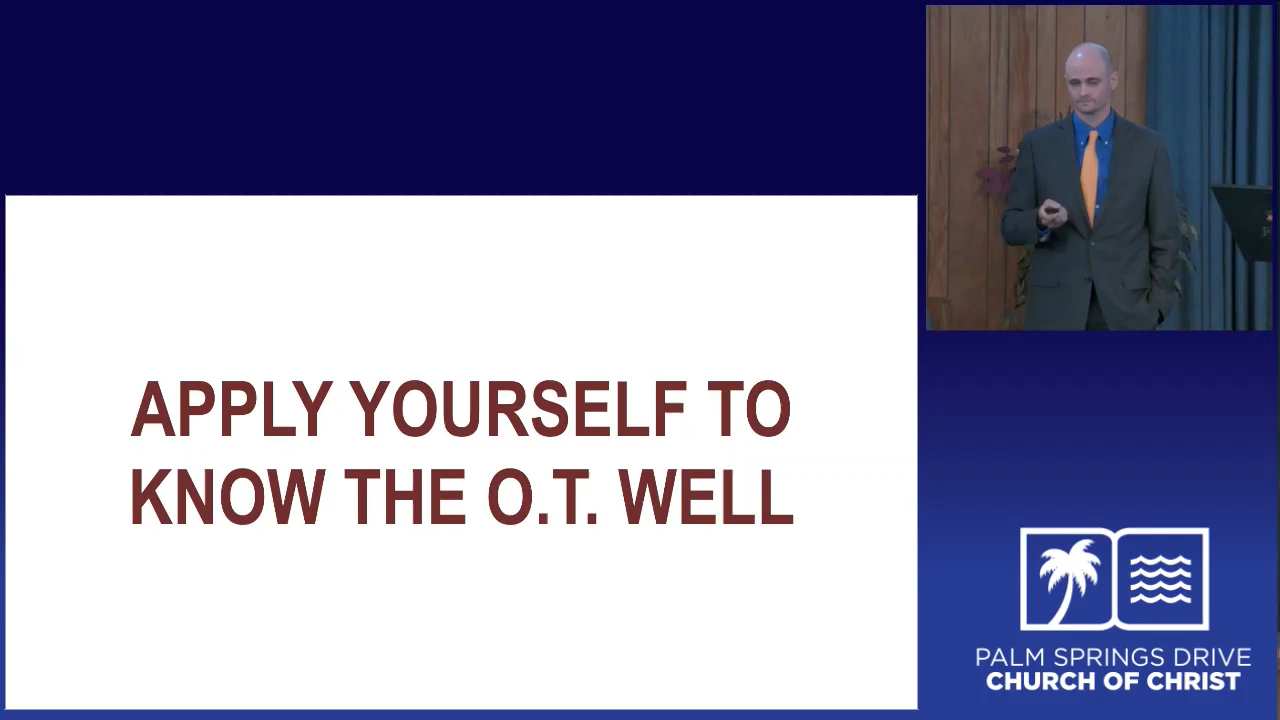 APPLY YOURSELF TO
KNOW THE O.T. WELL
PALM SPRINGS DRIVE
CHURCH OF CHRIST